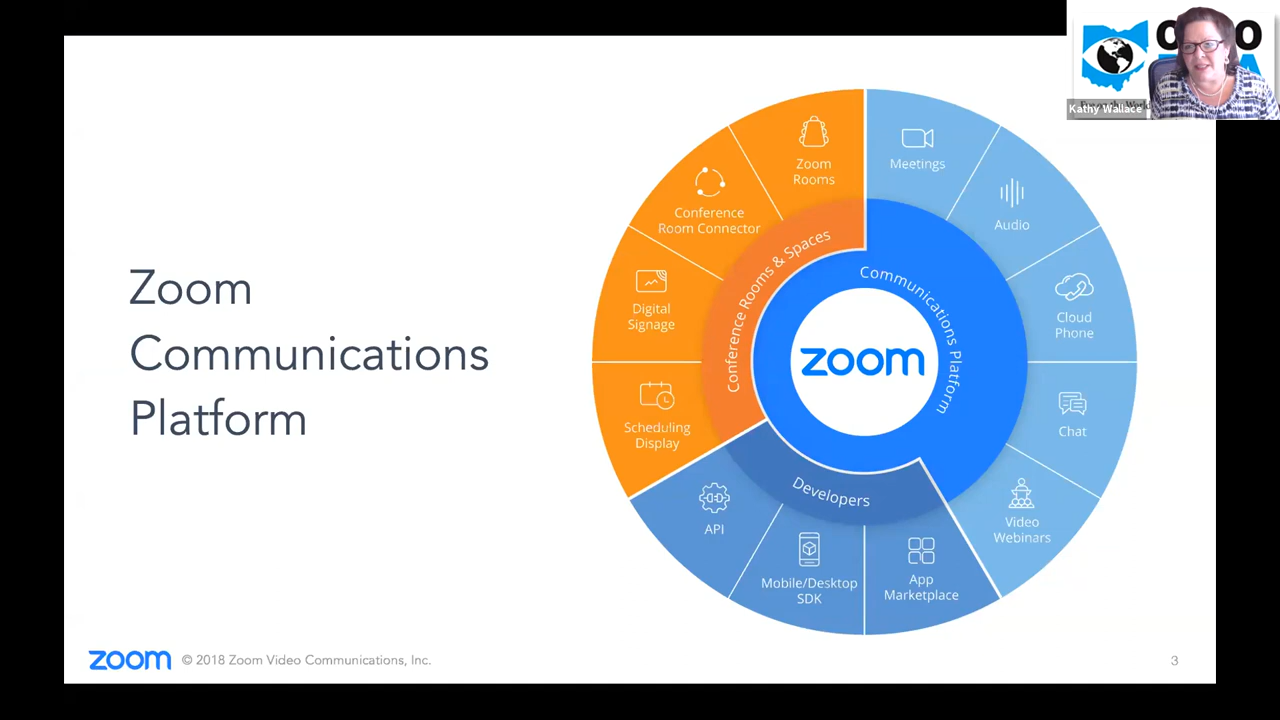 Zoom
Communications
Platform
Zoom
Rooms
Meetings
Conference
Room Connector
Audio
Conference Rooms & Spaces
Communications Platform
Digital
Signage
Cloud
Phone
zoom
Scheduling
Display
Chat
Developers
API
Video
Webinars
Mobile/Desktop
SDK
App
Marketplace
zoom © 2018 Zoom Video Communications, Inc.
3
Kathy Wallace